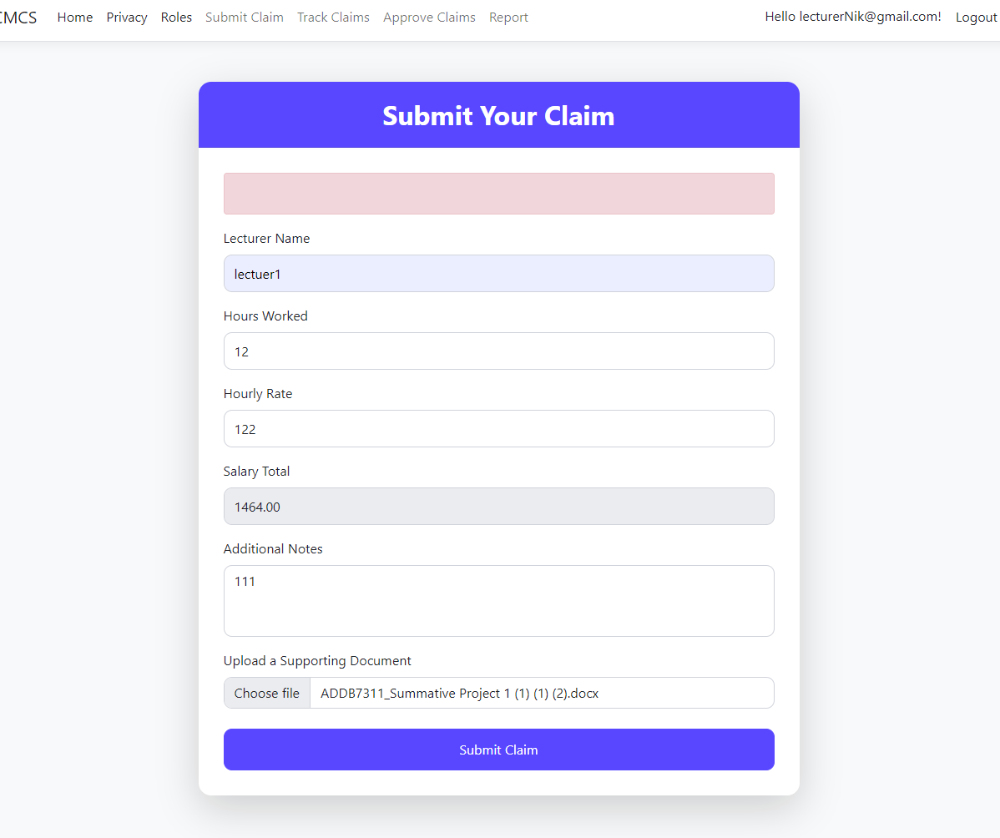 CMCS Home Privacy Roles Submit Claim Track Claims Approve Claims Report Hello lecturerNik@gmail.com! Logout
Submit Your Claim
Lecturer Name
lectuer1
Hours Worked
12
Hourly Rate
122
Salary Total
1464.00
Additional Notes
111
Upload a Supporting Document
Choose file ADDB7311_Summative Project 1 (1) (1) (2).docx
Submit Claim